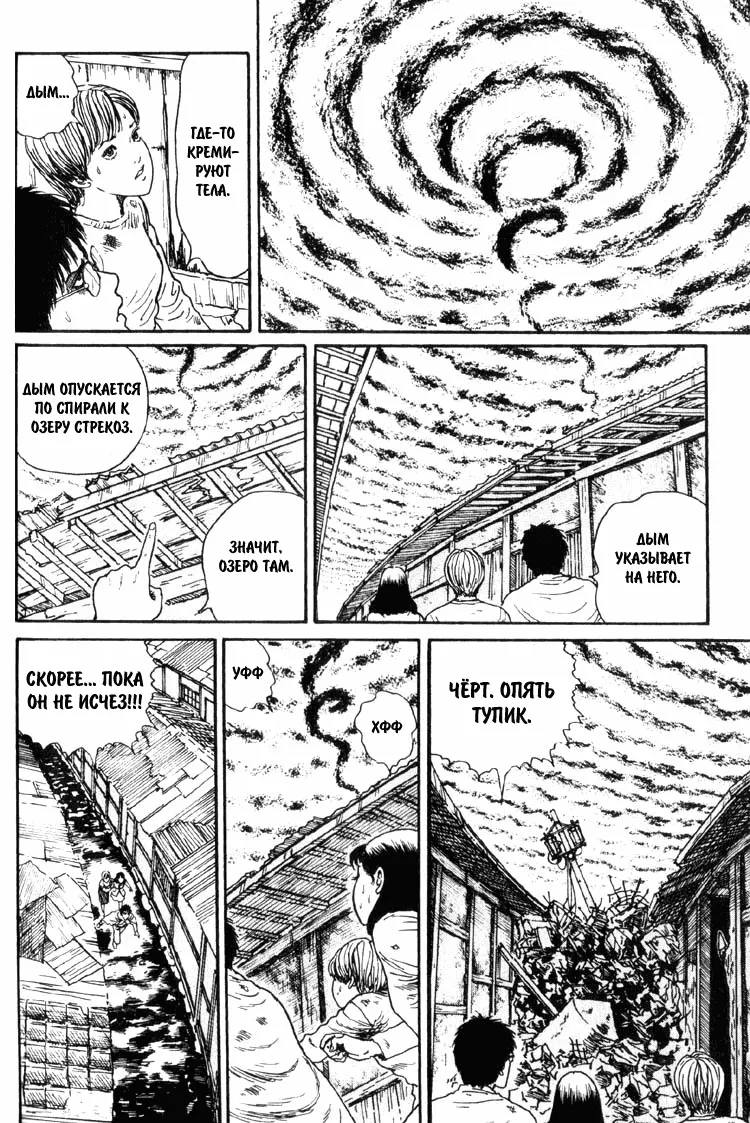 ДЫМ...
ГДЕ-ТО
КРЕМИ-
РУЮТ
ТЕЛА.
ДЫМ ОПУСКАЕТСЯ
ПО СПИРАЛИ К
ОЗЕРУ СТРЕКОЗ.
ЗНАЧИТ,
ОЗЕРО ТАМ.
ДЫМ
УКАЗЫВАЕТ
НА НЕГО.
СКОРЕЕ... ПОКА
ОН НЕ ИСЧЕЗ!!!
УФФ
ХФФ
ЧЁРТ. ОПЯТЬ
ТУПИК.